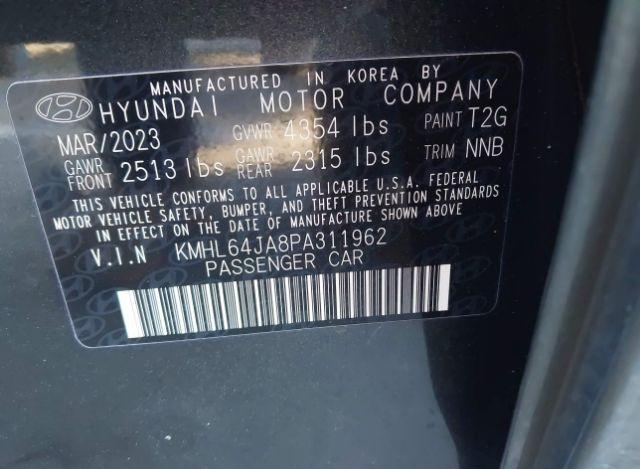 MANUFACTURED IN KOREA BY
HYUNDAI MOTOR COMPANY
MAR/2023 GVWR 4354 lbs PAINT T2G
GAWR FRONT 2513 lbs GAWR REAR 2315 lbs TRIM NNB
THIS VEHICLE CONFORMS TO ALL APPLICABLE U.S.A. FEDERAL
MOTOR VEHICLE SAFETY, BUMPER, AND THEFT PREVENTION STANDARDS
IN EFFECT ON THE DATE OF MANUFACTURE SHOWN ABOVE
V.I.N KMHL64JA8PA311962
PASSENGER CAR